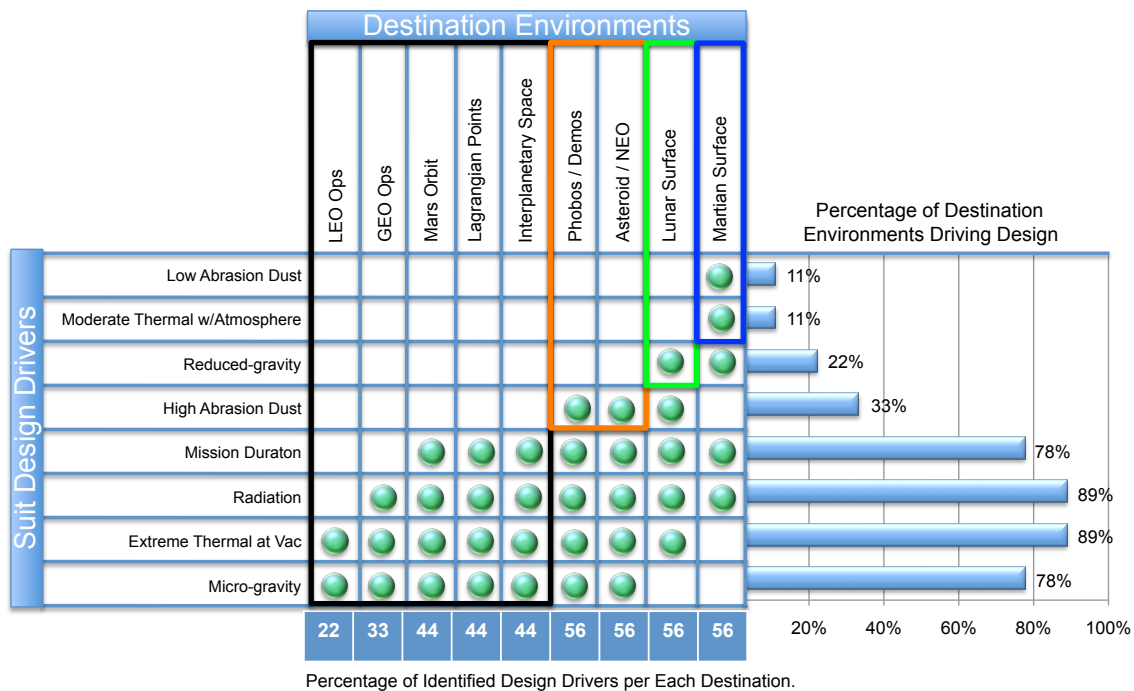 Destination Environments
LEO Ops
GEO Ops
Mars Orbit
Lagrangian Points
Interplanetary Space
Phobos / Demos
Asteroid / NEO
Lunar Surface
Martian Surface
Percentage of Destination
Environments Driving Design
Suit Design Drivers
Low Abrasion Dust
11%
Moderate Thermal w/Atmosphere
11%
Reduced-gravity
22%
High Abrasion Dust
33%
Mission Duraton
78%
Radiation
89%
Extreme Thermal at Vac
89%
Micro-gravity
78%
22 33 44 44 44 56 56 56 56
20% 40% 60% 80% 100%
Percentage of Identified Design Drivers per Each Destination.